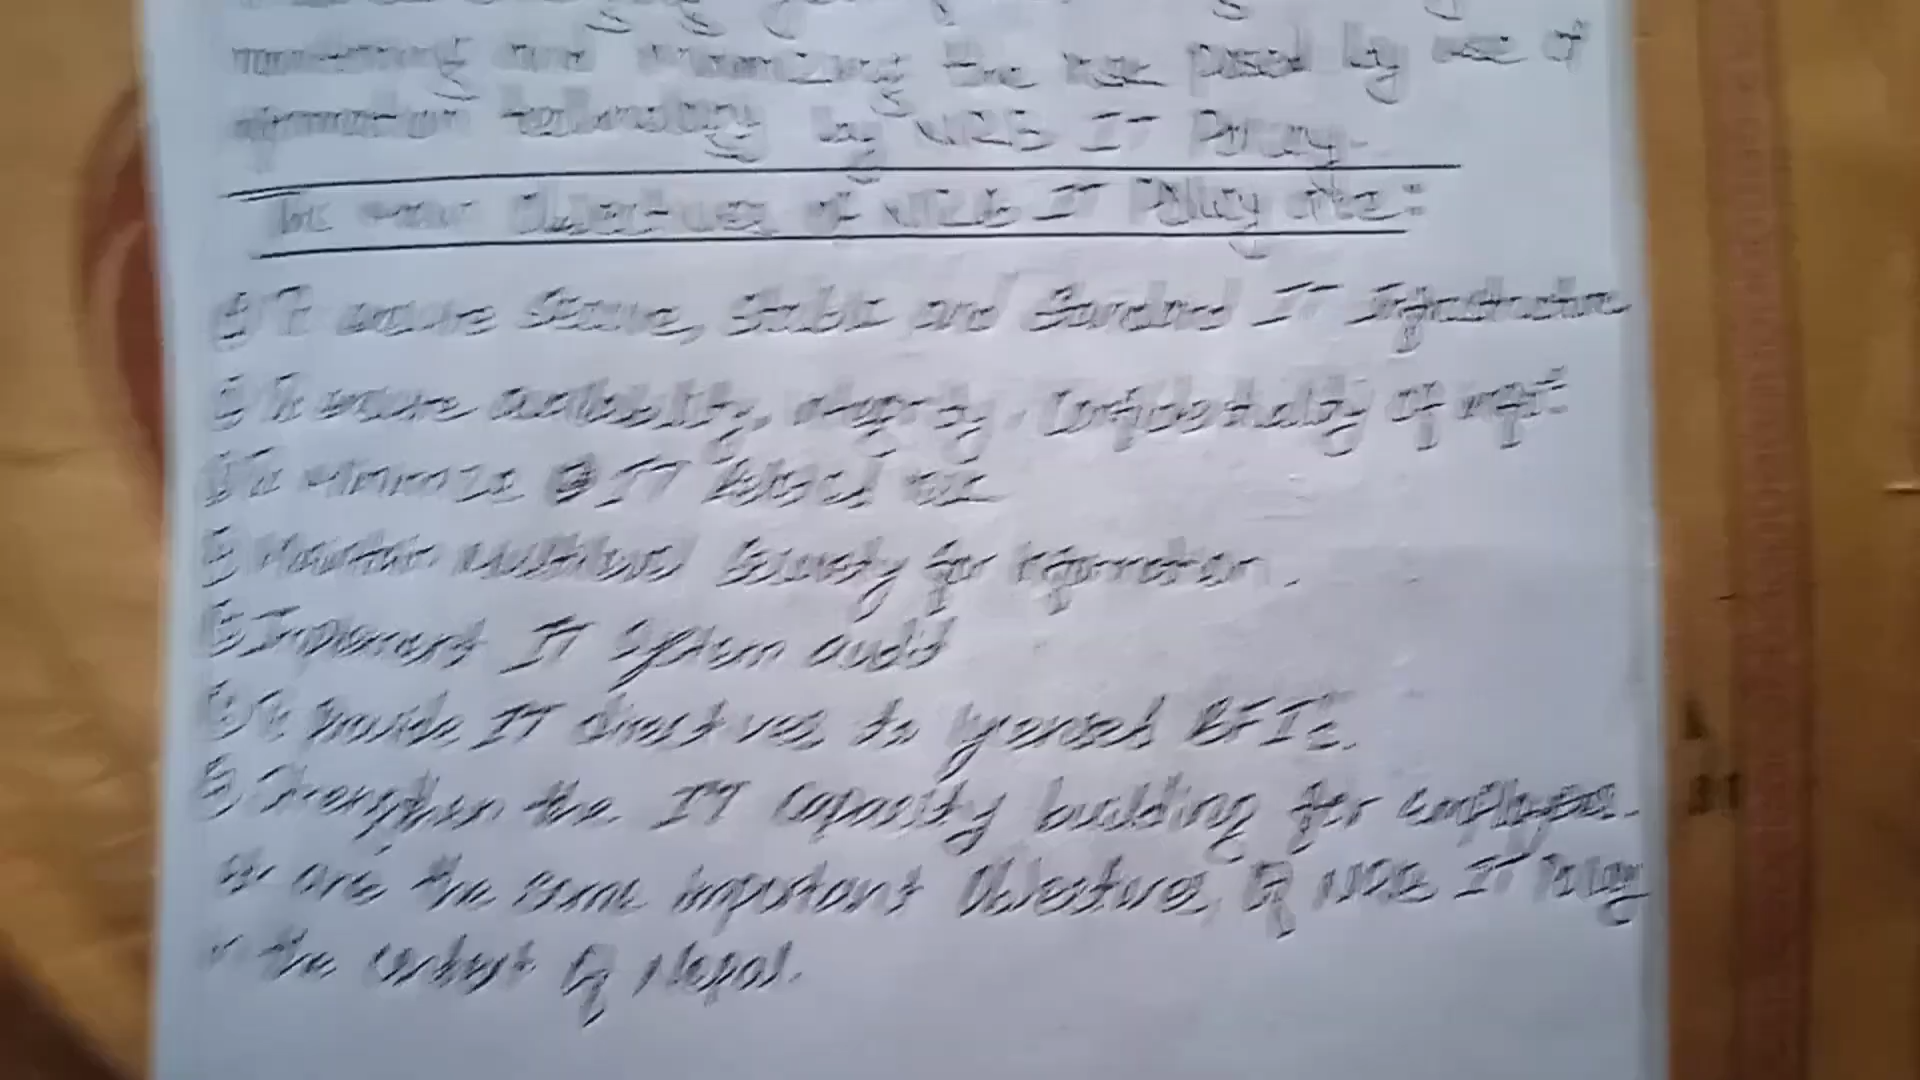 monitoring and minimizing the risk posed by use of
information technology by NRB IT Policy.
The main Objectives of NRB IT Policy are:
To ensure Secure, Stable and Standard IT Infrastructure
To ensure availability, integrity, Confidentiality of info:
To minimize IT Related risk
Maintain Multilevel Security for information.
Implement IT System audit
To provide IT directives to lycensed BFIs.
Strengthen the IT Capacity building for employees.
are the some important Objectives of NRB IT Policy
in the context of Nepal.